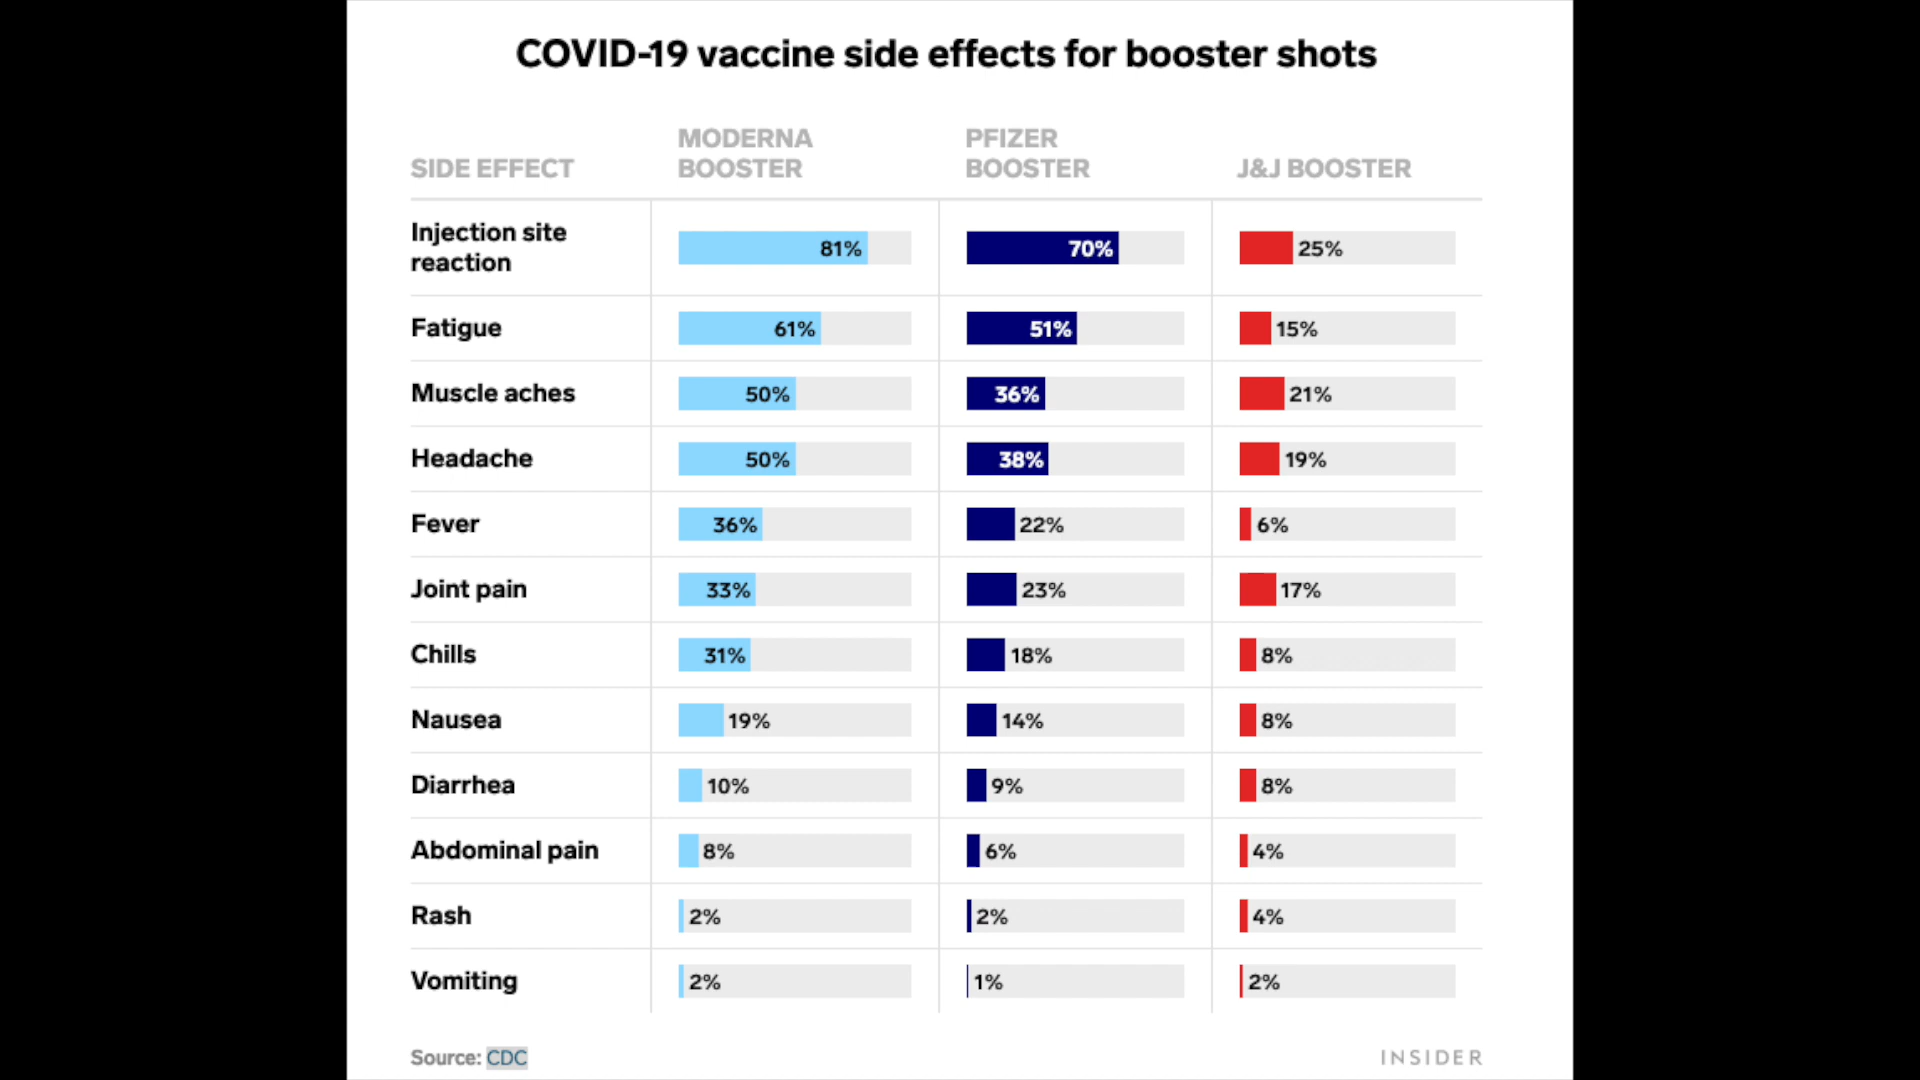 COVID-19 vaccine side effects for booster shots
SIDE EFFECT
MODERNA
BOOSTER
PFIZER
BOOSTER
J&J BOOSTER
Injection site
reaction
81%
70%
25%
Fatigue
61%
51%
15%
Muscle aches
50%
36%
21%
Headache
50%
38%
19%
Fever
36%
22%
6%
Joint pain
33%
23%
17%
Chills
31%
18%
8%
Nausea
19%
14%
8%
Diarrhea
10%
9%
8%
Abdominal pain
8%
6%
4%
Rash
2%
2%
4%
Vomiting
2%
1%
2%
Source: CDC
INSIDER